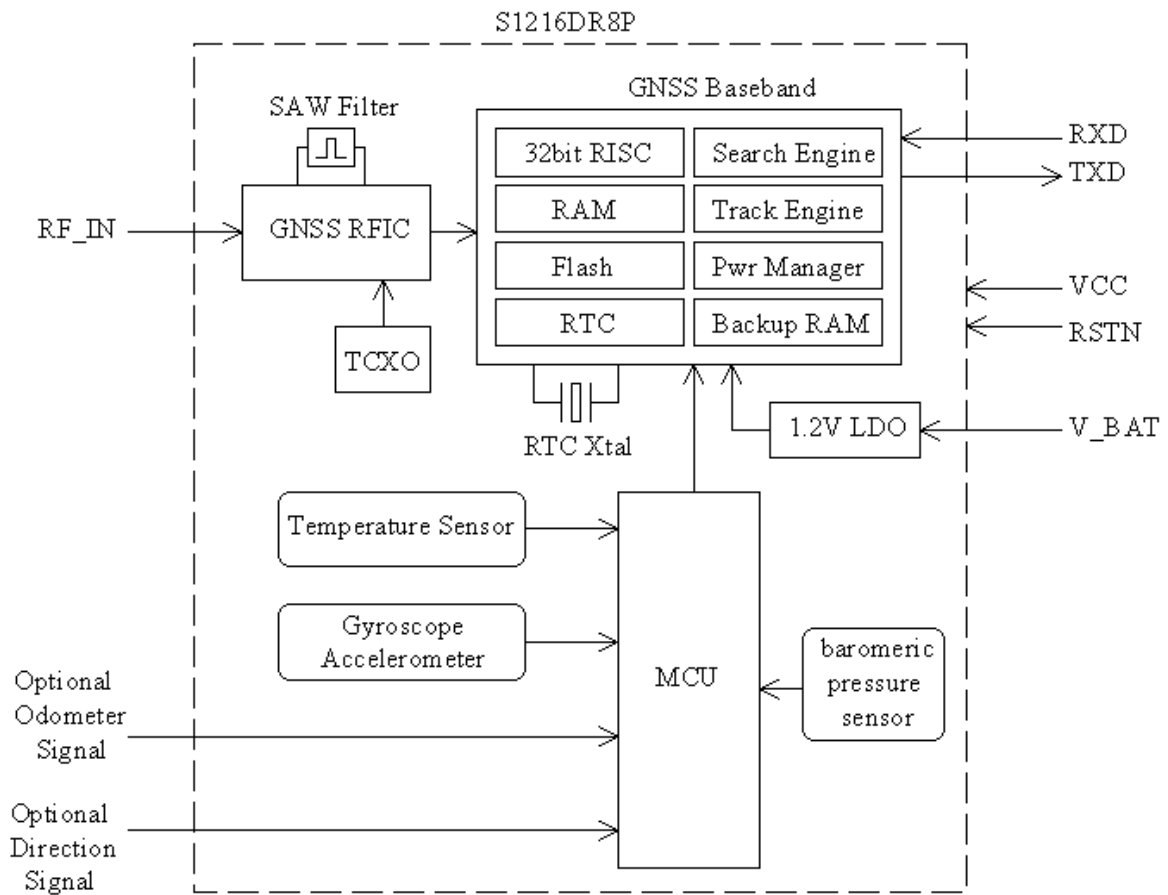 S1216DR8P
GNSS Baseband
SAW Filter
32bit RISC
Search Engine
RXD
TXD
RAM
Track Engine
RF_IN
GNSS RFIC
Flash
Pwr Manager
VCC
RTC
Backup RAM
RSTN
TCXO
1.2V LDO
V_BAT
RTC Xtal
Temperature Sensor
Gyroscope
Accelerometer
MCU
baromeric
pressure
sensor
Optional
Odometer
Signal
Optional
Direction
Signal